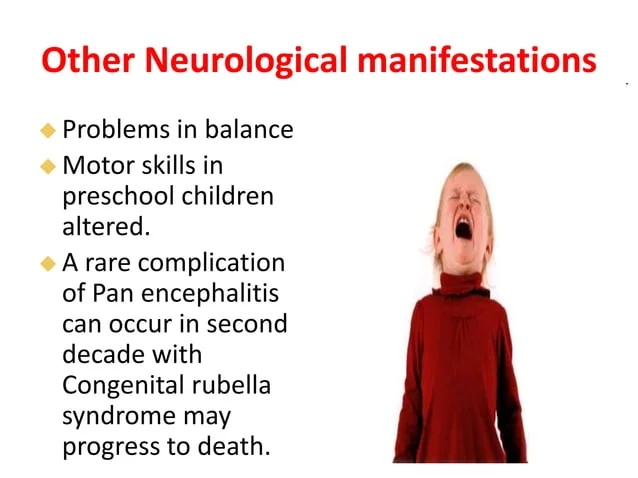 Other Neurological manifestations
Problems in balance
Motor skills in
preschool children
altered.
A rare complication
of Pan encephalitis
can occur in second
decade with
Congenital rubella
syndrome may
progress to death.